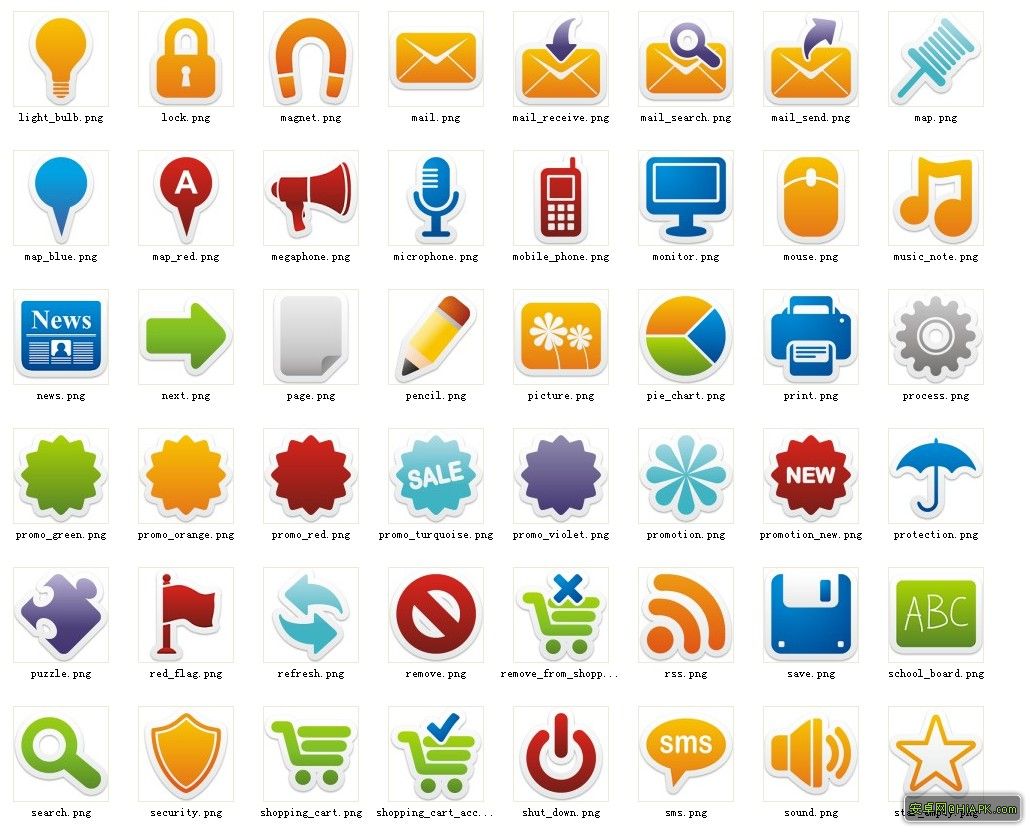 light_bulb.png lock.png magnet.png mail.png mail_receive.png mail_search.png mail_send.png map.png
A
map_blue.png map_red.png megaphone.png microphone.png mobile_phone.png monitor.png mouse.png music_note.png
News
news.png next.png page.png pencil.png picture.png pie_chart.png print.png process.png
SALE NEW
promo_green.png promo_orange.png promo_red.png promo_turquoise.png promo_violet.png promotion.png promotion_new.png protection.png
ABC
puzzle.png red_flag.png refresh.png remove.png remove_from_shopp... rss.png save.png school_board.png
sms
search.png security.png shopping_cart.png shopping_cart_acc... shut_down.png sms.png sound.png
安卓网@HiAPK.com